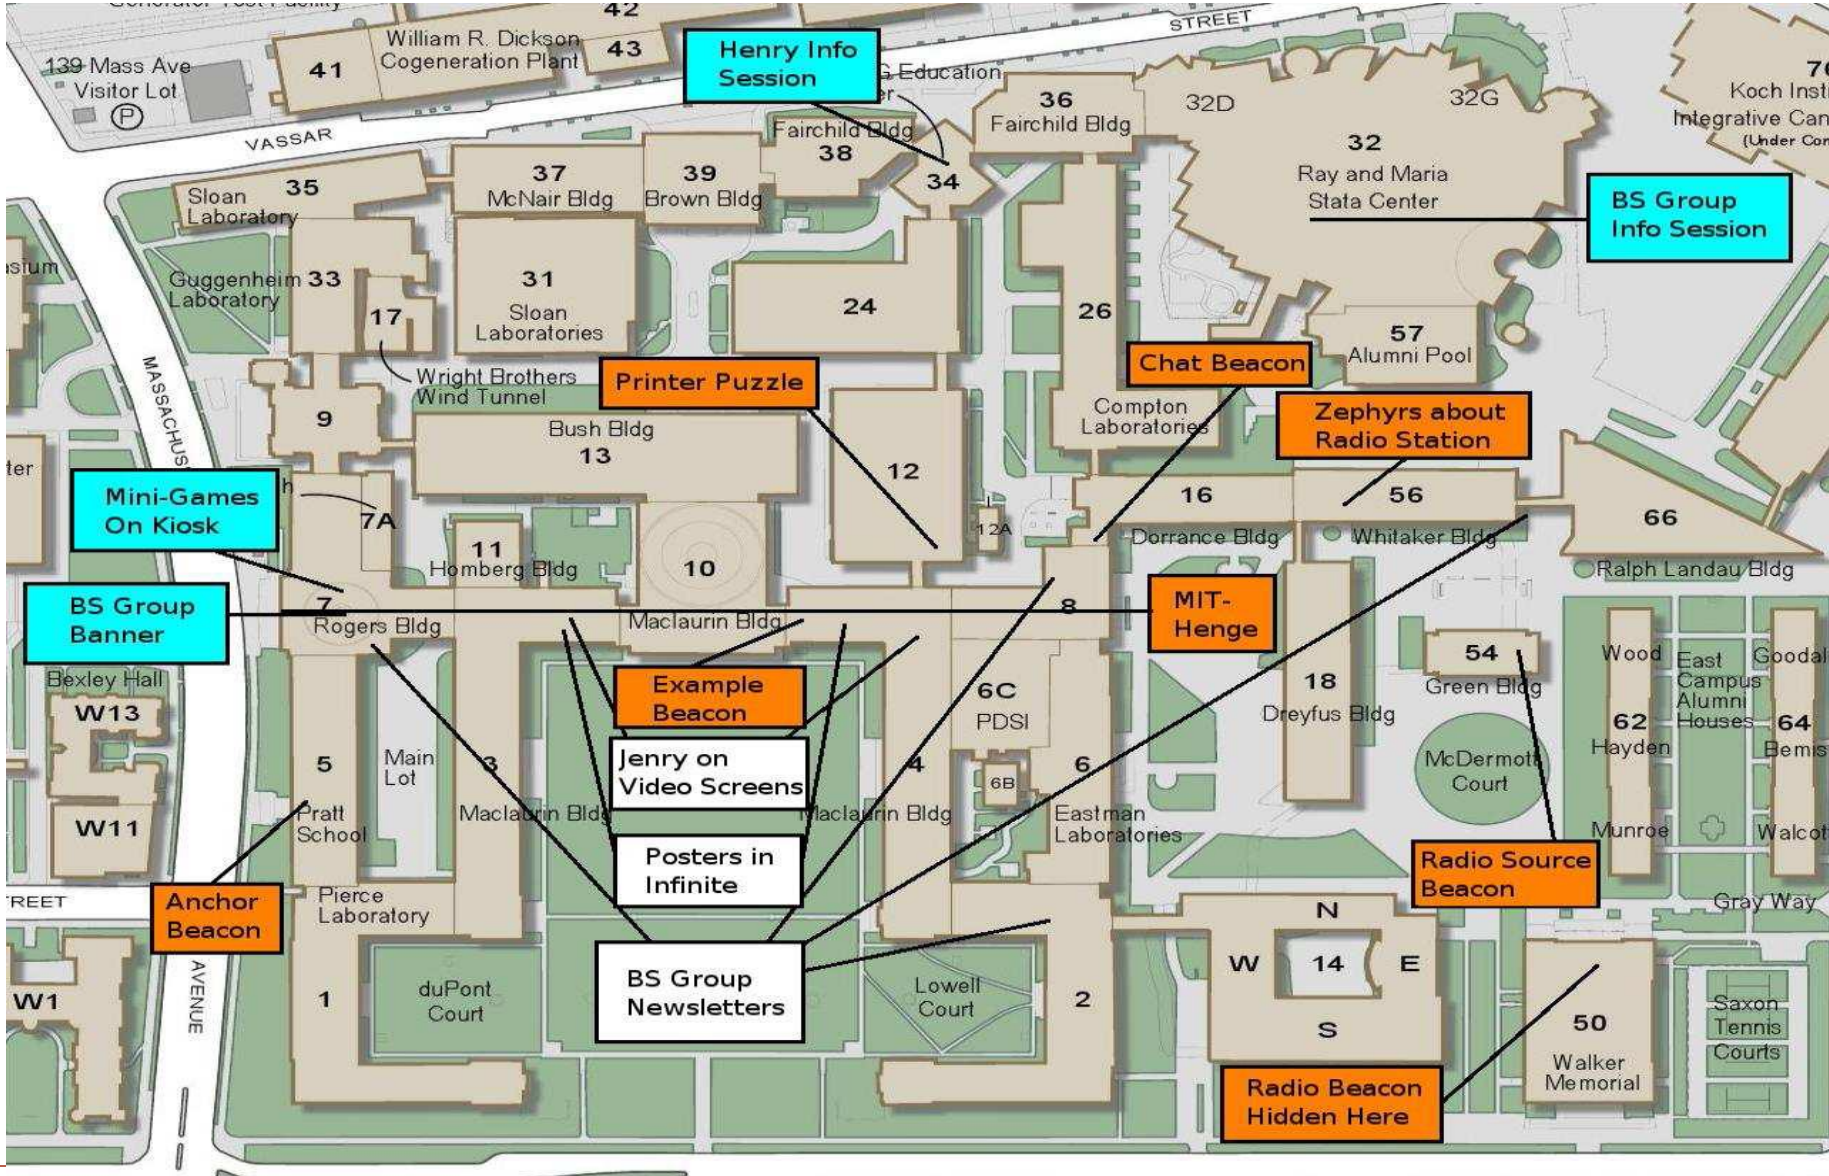 Generator Test Facility
42
STREET
William R. Dickson
Cogeneration Plant
43
41
139 Mass Ave
Visitor Lot
P
Henry Info
Session
G Education
er
36
Fairchild Bldg
32D
32G
Koch Insti
Integrative Can
(Under Con
VASSAR
Fairchild Bldg
38
32
Ray and Maria
Stata Center
37
McNair Bldg
39
Brown Bldg
34
35
Sloan
Laboratory
BS Group
Info Session
asium
Guggenheim
Laboratory
33
31
Sloan
Laboratories
17
24
26
57
Alumni Pool
Wright Brothers
Wind Tunnel
Printer Puzzle
Chat Beacon
MASSACHUS
9
Bush Bldg
13
Compton
Laboratories
Zephyrs about
Radio Station
ter
12
Mini-Games
On Kiosk
h
7A
16
56
66
12A
Dorrance Bldg
Whitaker Bldg
11
Homberg Bldg
10
Ralph Landau Bldg
BS Group
Banner
7
Rogers Bldg
Maclaurin Bldg
8
MIT-
Henge
Bexley Hall
W13
Example
Beacon
6C
PDSI
18
Dreyfus Bldg
54
Green Bldg
Wood
East
Campus
Alumni
Houses
Goodal
62
Hayden
64
Bemis
5
Main
Lot
3
Jenry on
Video Screens
4
6B
6
McDermott
Court
W11
Pratt
School
Maclaurin Bldg
Maclaurin Bldg
Eastman
Laboratories
Munroe
Walcot
Posters in
Infinite
Radio Source
Beacon
TREET
Anchor
Beacon
Pierce
Laboratory
N
Gray Way
BS Group
Newsletters
W
14
E
W1
AVENUE
1
duPont
Court
Lowell
Court
2
S
50
Walker
Memorial
Saxon
Tennis
Courts
Radio Beacon
Hidden Here